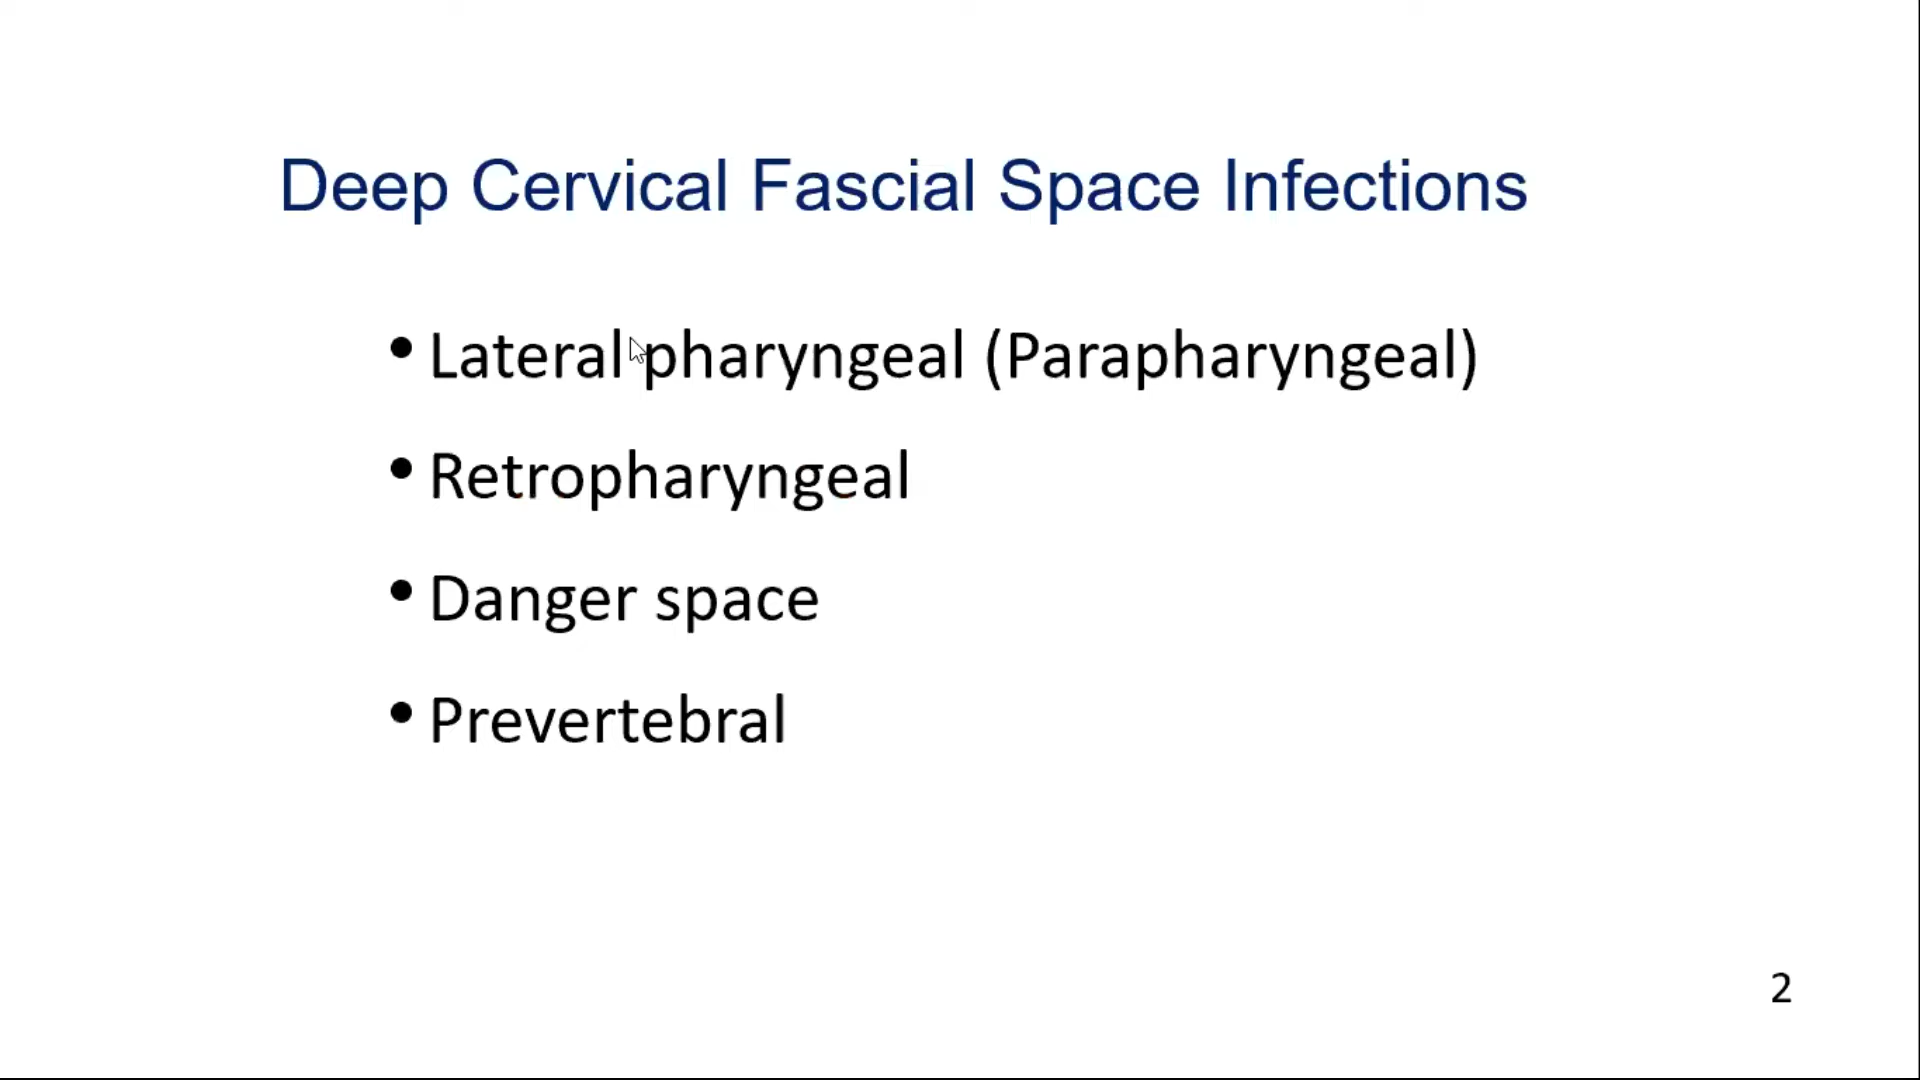 Deep Cervical Fascial Space Infections
• Lateral pharyngeal (Parapharyngeal)
• Retropharyngeal
• Danger space
• Prevertebral
2